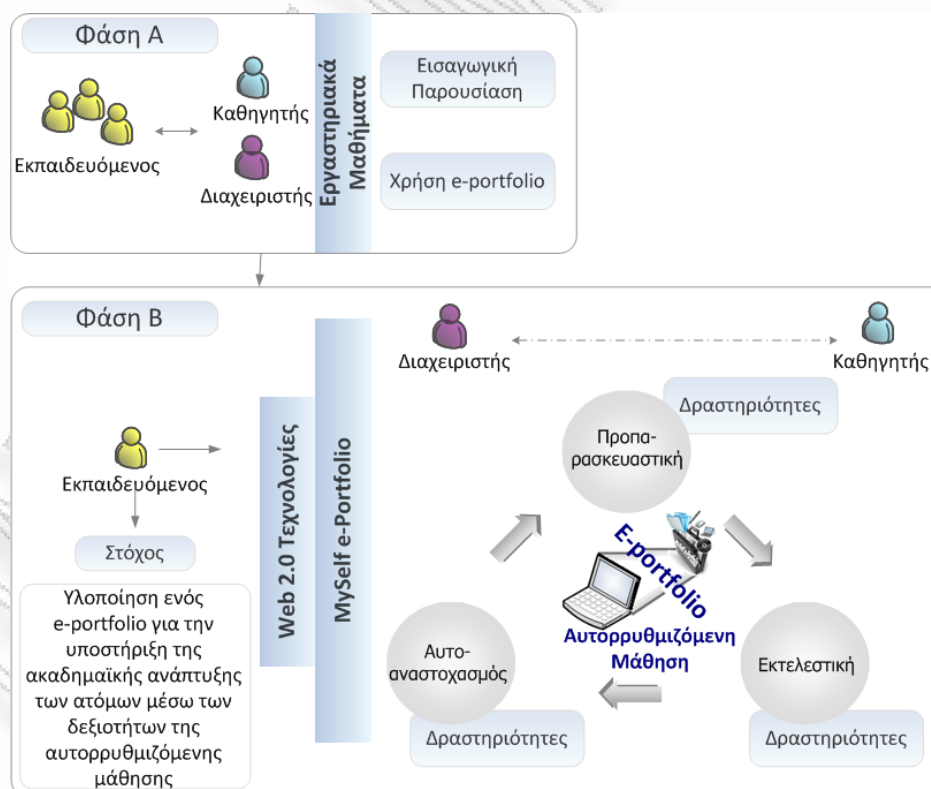 Φάση Α
Εκπαιδευόμενος
Καθηγητής
Διαχειριστής
Εργαστηριακά
Μαθήματα
Εισαγωγική
Παρουσίαση
Χρήση e-portfolio
Φάση Β
Διαχειριστής
Καθηγητής
Εκπαιδευόμενος
Στόχος
Υλοποίηση ενός
e-portfolio για την
υποστήριξη της
ακαδημαϊκής ανάπτυξης
των ατόμων μέσω των
δεξιοτήτων της
αυτορρυθμιζόμενης
μάθησης
Web 2.0 Τεχνολογίες
MySelf e-Portfolio
Δραστηριότητες
Προπα-
ρασκευαστική
E-portfolio
Αυτορρυθμιζόμενη
Μάθηση
Αυτο-
αναστοχασμός
Δραστηριότητες
Εκτελεστική
Δραστηριότητες